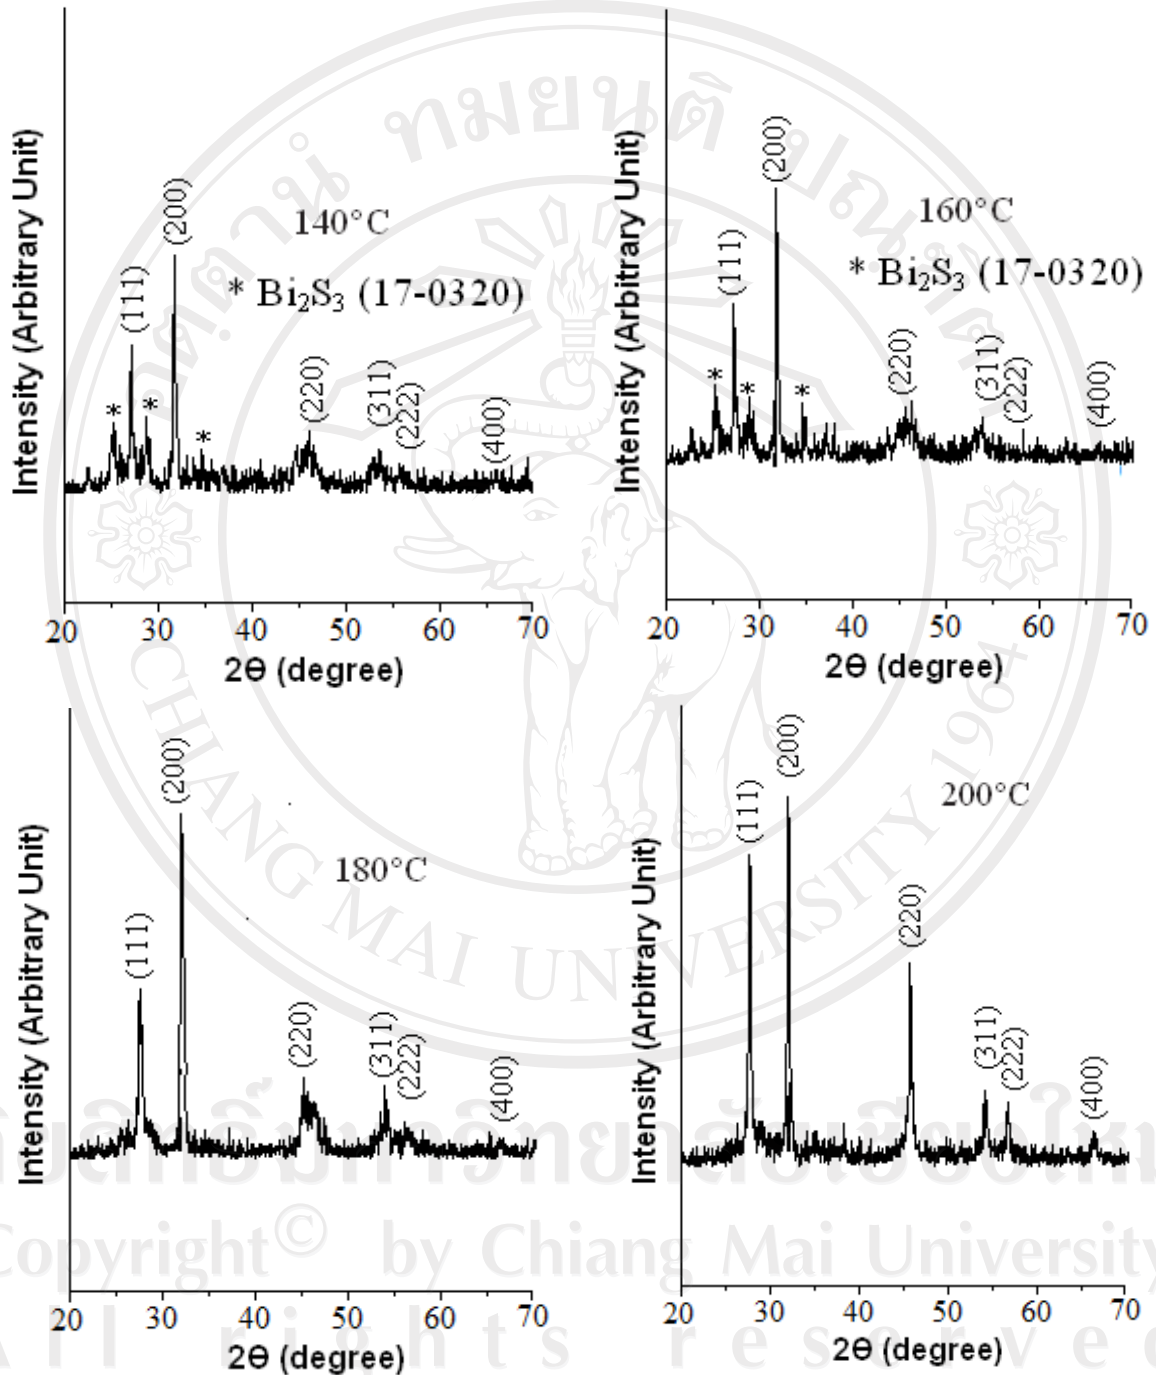 Intensity (Arbitrary Unit)
(111)
(200)
(220)
(311)
(222)
(400)
140°C
* Bi₂S₃ (17-0320)
* * *
20 30 40 50 60 70
2Θ (degree)
Intensity (Arbitrary Unit)
(111)
(200)
(220)
(311)
(222)
(400)
160°C
* Bi₂S₃ (17-0320)
* * *
20 30 40 50 60 70
2Θ (degree)
Intensity (Arbitrary Unit)
(111)
(200)
(220)
(311)
(222)
(400)
180°C
20 30 40 50 60 70
2Θ (degree)
Intensity (Arbitrary Unit)
(111)
(200)
(220)
(311)
(222)
(400)
200°C
20 30 40 50 60 70
2Θ (degree)
CHIANG MAI UNIVERSITY 1964
Copyright © by Chiang Mai University
All rights reserved